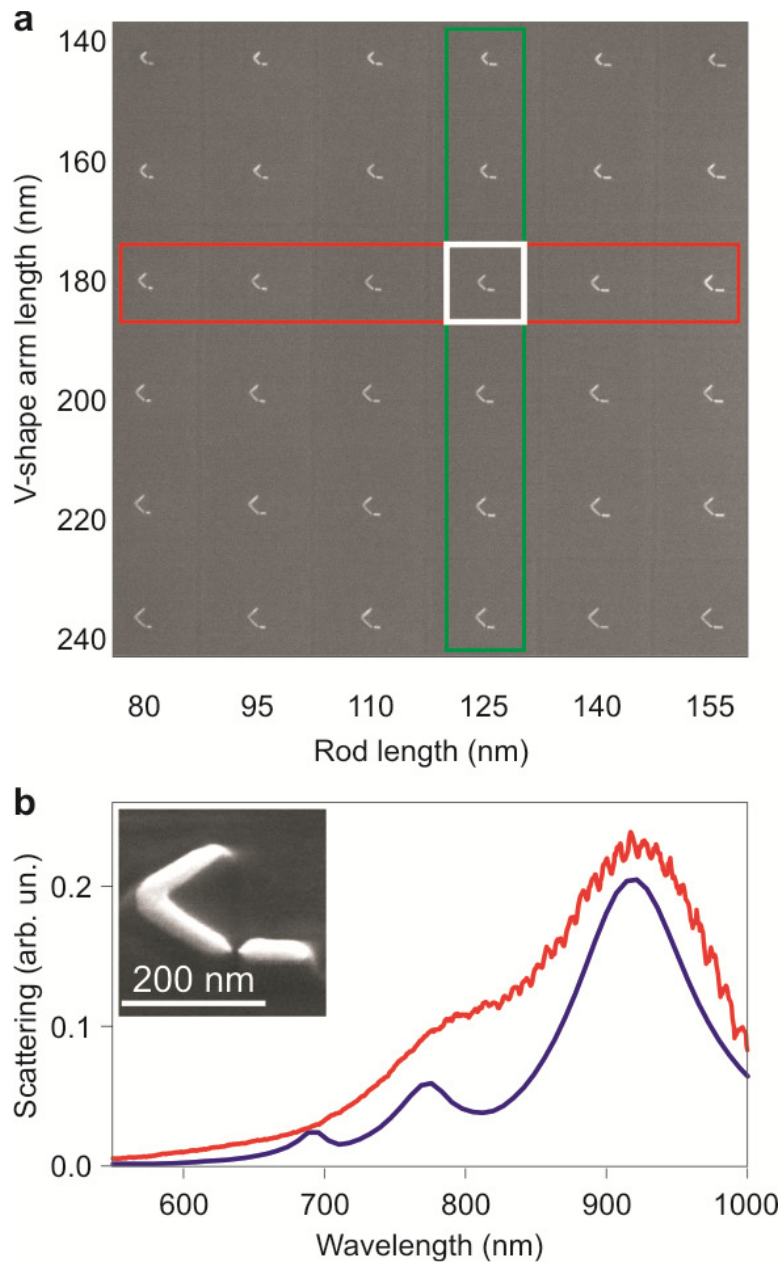 a
140
160
180
200
220
240
V-shape arm length (nm)
80 95 110 125 140 155
Rod length (nm)
b
0.2
0.1
0.0
Scattering (arb. un.)
200 nm
600 700 800 900 1000
Wavelength (nm)